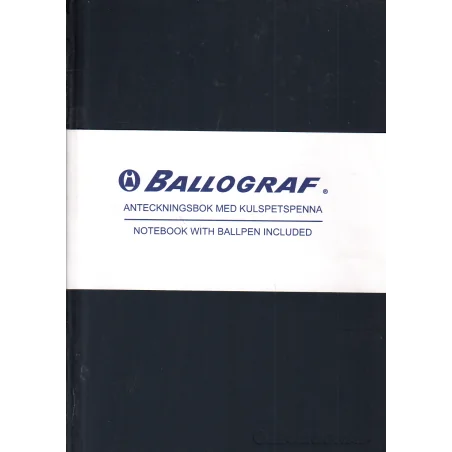 BALLOGRAF®
ANTECKNINGSBOK MED KULSPETSPENNA
NOTEBOOK WITH BALLPEN INCLUDED